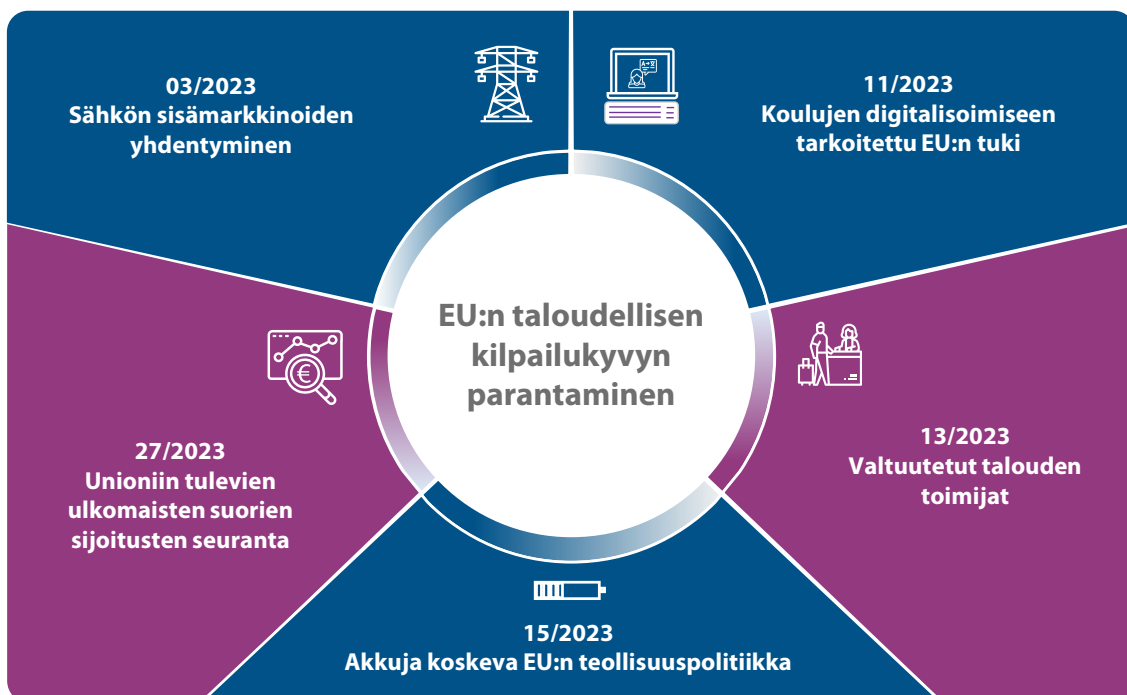 03/2023
Sähkön sisämarkkinoiden
yhdentyminen
11/2023
Koulujen digitalisoimiseen
tarkoitettu EU:n tuki
EU:n taloudellisen
kilpailukyvyn
parantaminen
27/2023
Unioniin tulevien
ulkomaisten suorien
sijoitusten seuranta
13/2023
Valtuutetut talouden
toimijat
15/2023
Akkuja koskeva EU:n teollisuuspolitiikka